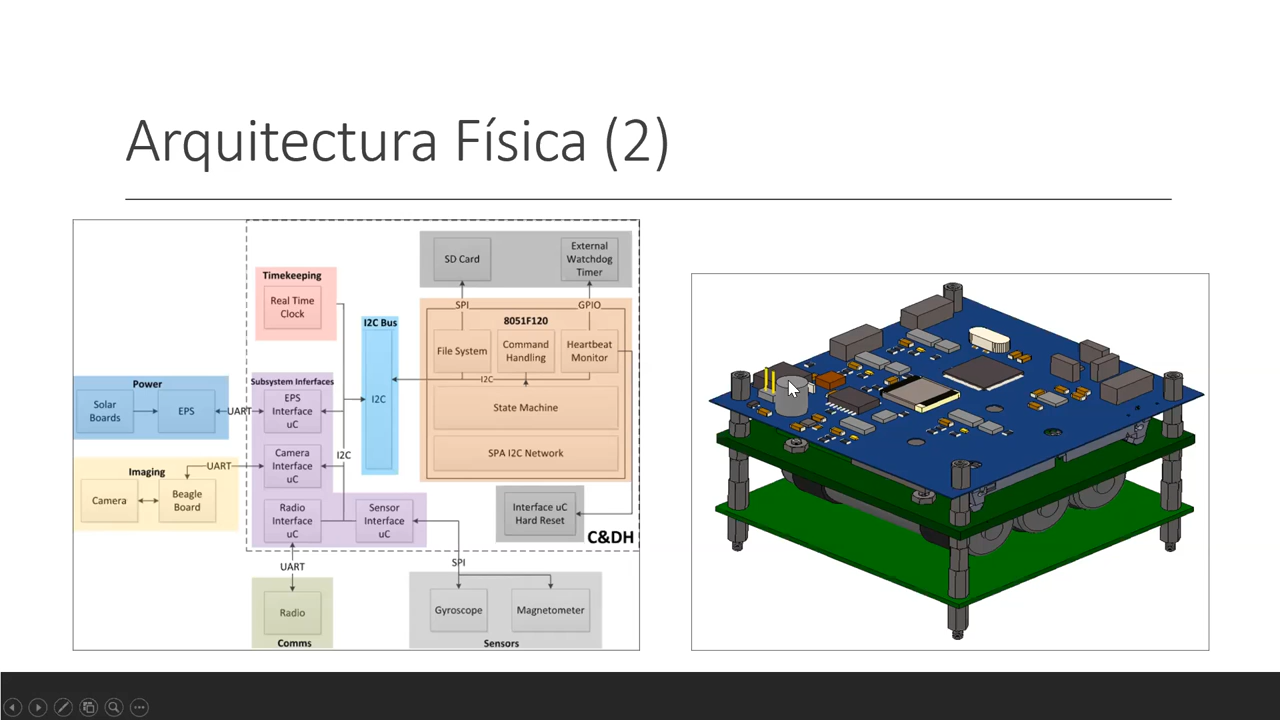 Arquitectura Física (2)
SD Card
External
Watchdog
Timer
Timekeeping
Real Time
Clock
SPI
GPIO
I2C Bus
I2C
8051F120
File System
Command
Handling
Heartbeat
Monitor
I2C
State Machine
SPA I2C Network
Power
Solar
Boards
EPS
UART
Subsystem Interfaces
EPS
Interface
uC
Camera
Interface
uC
I2C
UART
Imaging
Camera
Beagle
Board
Radio
Interface
uC
Sensor
Interface
uC
Interface uC
Hard Reset
C&DH
UART
SPI
Radio
Comms
Gyroscope
Magnetometer
Sensors